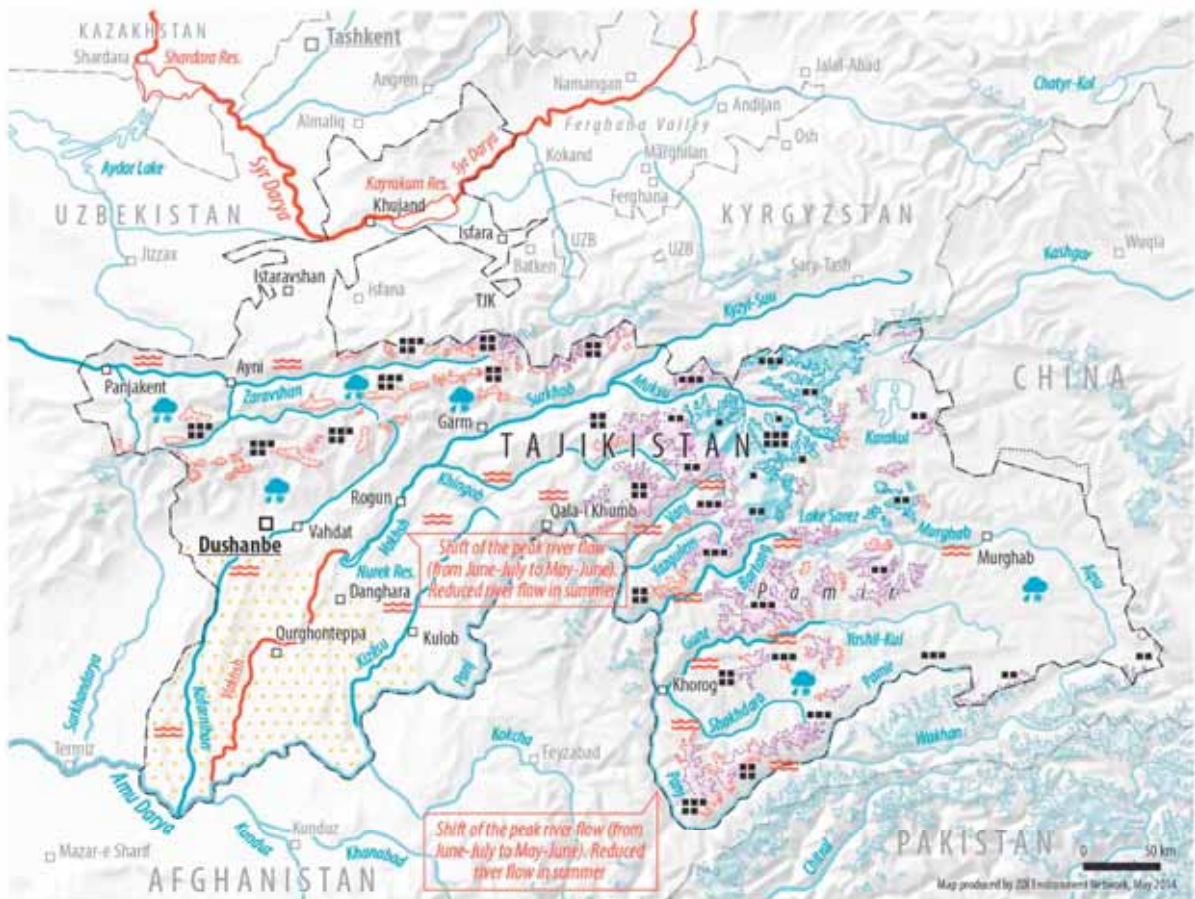 KAZAKHSTAN
Tashkent
Shardara
Shardara Res.
Angren
Namangan
Jalal-Abad
Chatyr-Kol
Almaliq
Andijan
Ferghana Valley
Osh
Aydar Lake
Syr Darya
Syr Darya
Kokand
Marghilan
Kayrakum Res.
Ferghana
UZBEKISTAN
Khujand
KYRGYZSTAN
Isfara
UZB
Wuqia
Jizzax
Batken
UZB
Kashgar
Sary-Tash
Istaravshan
Isfana
TJK
Kyzyl-Suu
Panjakent
Ayni
Zaravshan
Surkhob
Muksu
CHINA
Garm
TAJIKISTAN
Karakul
Khingob
Rogun
Vanj
Lake Sarez
Qala-i Khumb
Murghab
Vahdat
Dushanbe
Vakhsh
Murghab
Shift of the peak river flow
(from June-July to May-June).
Reduced river flow in summer
Nurek Res.
Yazgulem
Bartang
Pamir
Danghara
Qurghonteppa
Kulob
Gunt
Yashil-Kul
Kizilsu
Panj
Khorog
Pamir
Surkhandarya
Kafarnihan
Vakhsh
Shakhdara
Wakhan
Kokcha
Feyzabad
Termiz
Panj
Amu Darya
Shift of the peak river flow (from
June-July to May-June). Reduced
river flow in summer
Kunduz
Kunduz
Khanabad
PAKISTAN
Chitral
Mazar-e Sharif
0 50 km
AFGHANISTAN
Map produced by ZOI Environment Network, May 2014